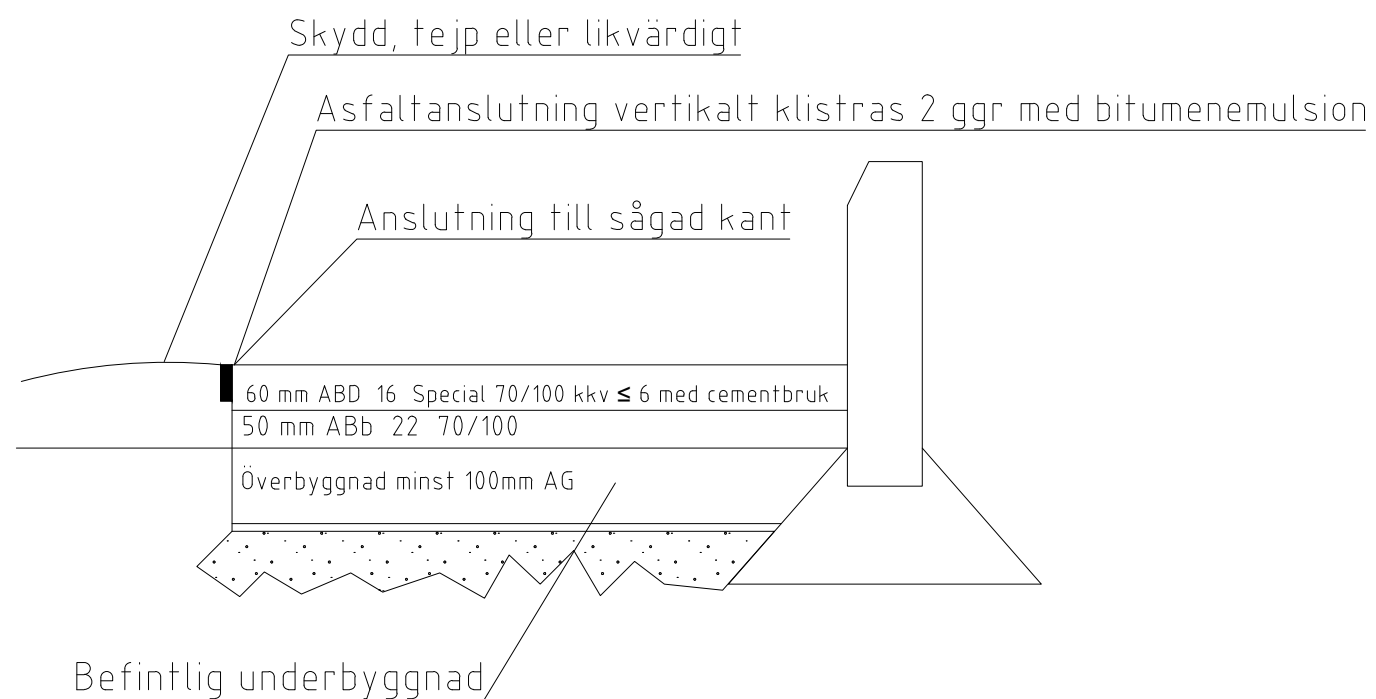 Skydd, tejp eller likvärdigt
Asfaltanslutning vertikalt klistras 2 ggr med bitumenemulsion
Anslutning till sågad kant
60 mm ABD 16 Special 70/100 kkv ≤ 6 med cementbruk
50 mm ABb 22 70/100
Överbyggnad minst 100mm AG
Befintlig underbyggnad